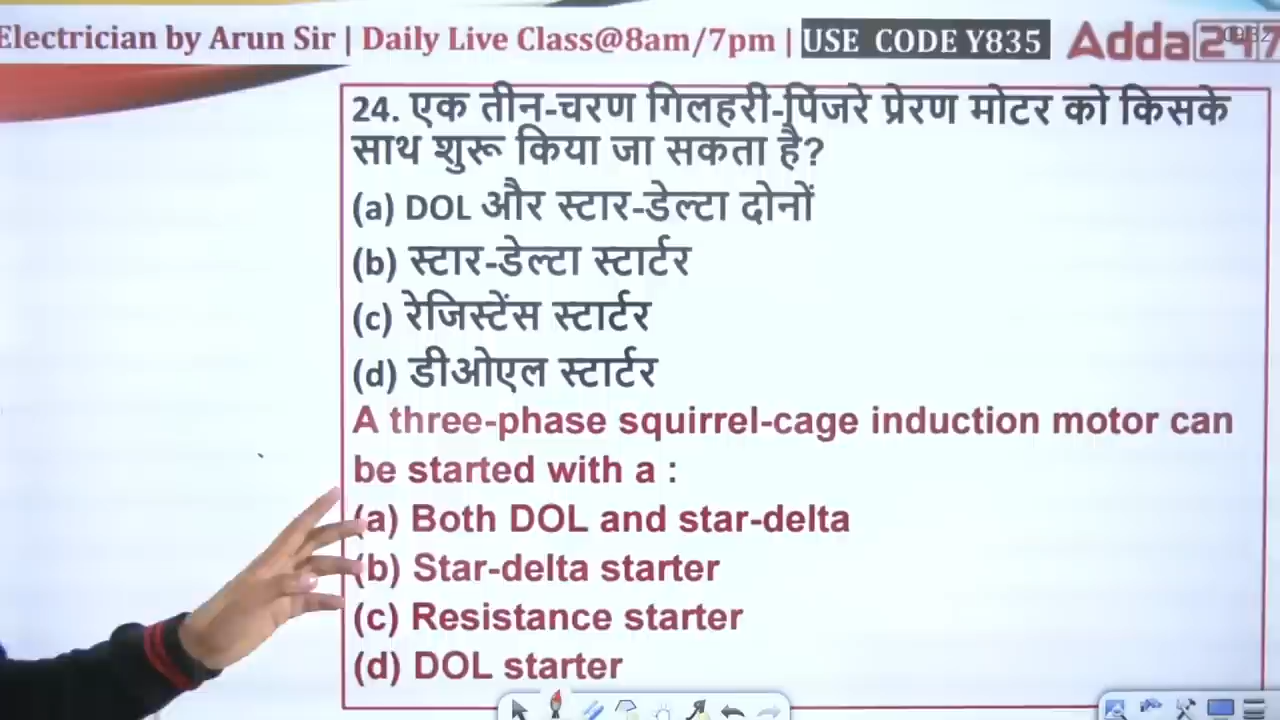 Electrician by Arun Sir | Daily Live Class@8am/7pm | USE CODE Y835 Adda247
24. एक तीन-चरण गिलहरी-पिंजरे प्रेरण मोटर को किसके
साथ शुरू किया जा सकता है?
(a) DOL और स्टार-डेल्टा दोनों
(b) स्टार-डेल्टा स्टार्टर
(c) रेजिस्टेंस स्टार्टर
(d) डीओएल स्टार्टर
A three-phase squirrel-cage induction motor can
be started with a :
(a) Both DOL and star-delta
(b) Star-delta starter
(c) Resistance starter
(d) DOL starter